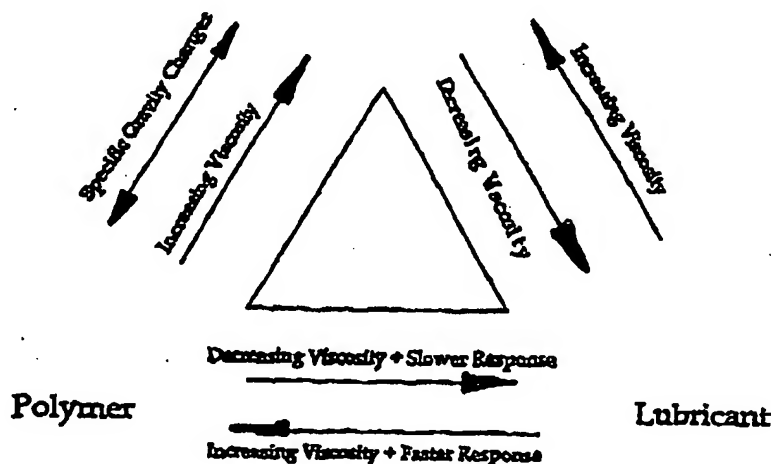 Specific Gravity Changes
Increasing Viscosity
Decreasing Viscosity
Increasing Viscosity
Decreasing Viscosity + Slower Response
Polymer
Lubricant
Increasing Viscosity + Faster Response